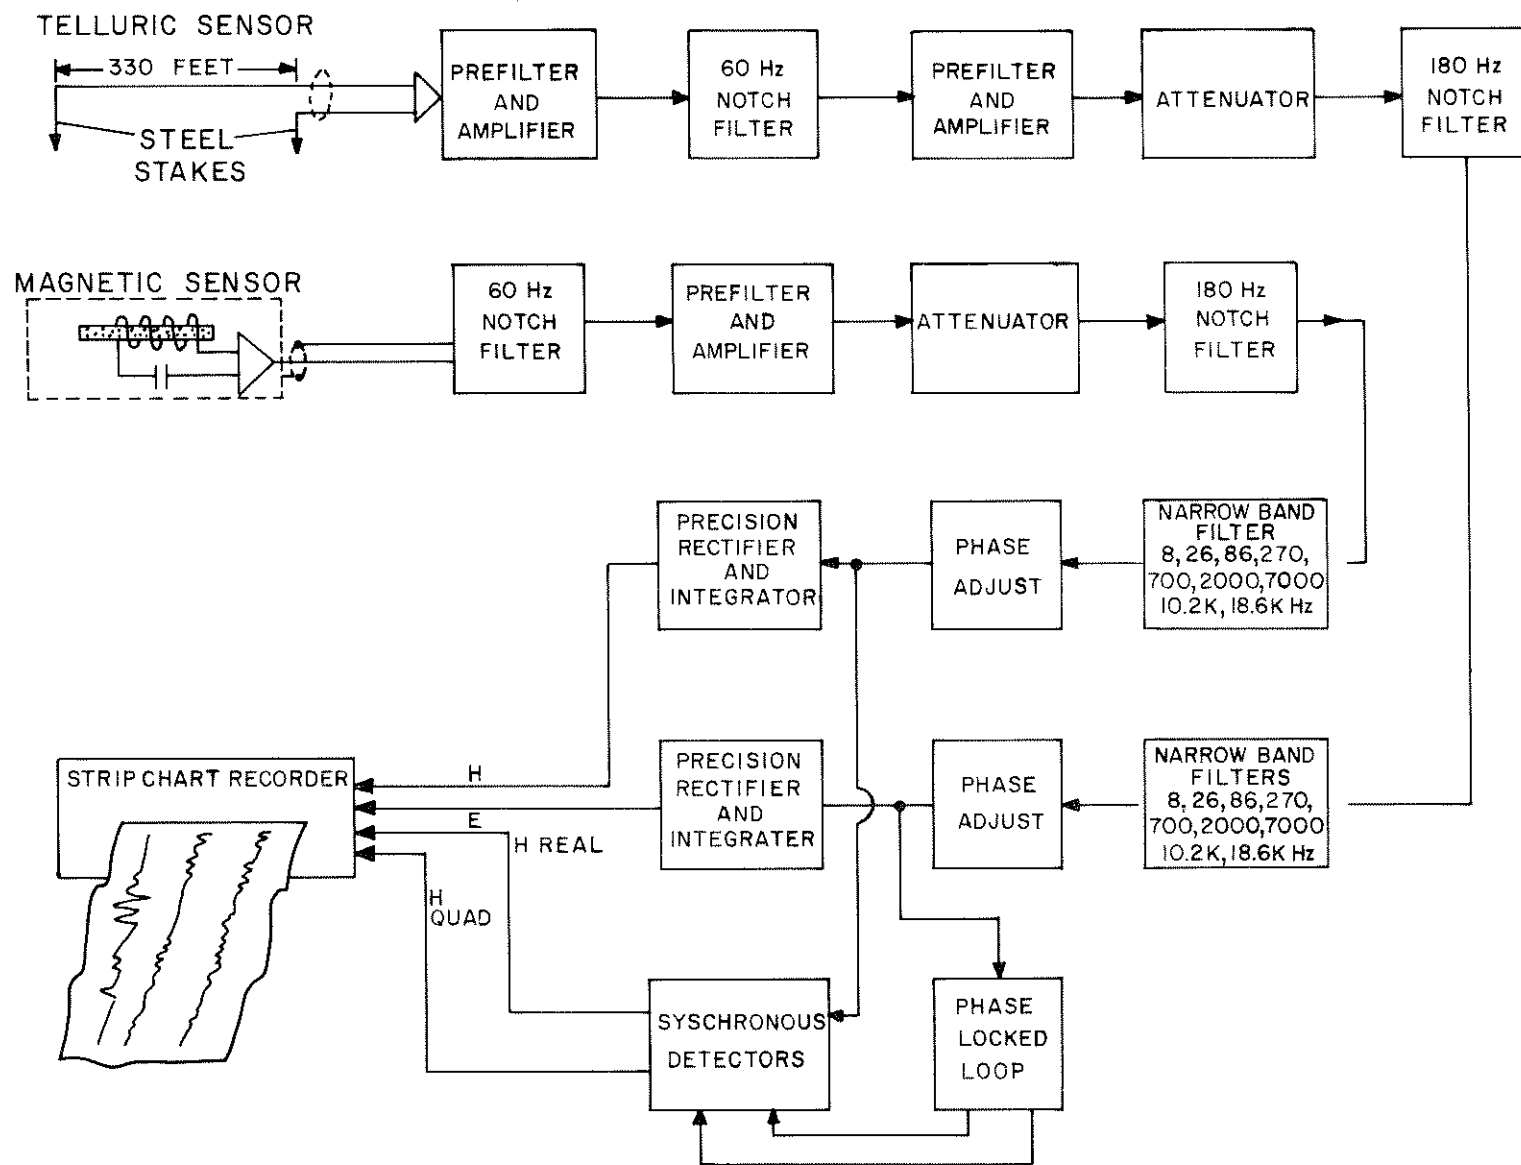 TELLURIC SENSOR
330 FEET
STEEL
STAKES
PREFILTER
AND
AMPLIFIER
60 Hz
NOTCH
FILTER
PREFILTER
AND
AMPLIFIER
ATTENUATOR
180 Hz
NOTCH
FILTER
MAGNETIC SENSOR
60 Hz
NOTCH
FILTER
PREFILTER
AND
AMPLIFIER
ATTENUATOR
180 Hz
NOTCH
FILTER
PRECISION
RECTIFIER
AND
INTEGRATOR
PHASE
ADJUST
NARROW BAND
FILTER
8, 26, 86, 270,
700, 2000, 7000
10.2K, 18.6K Hz
STRIP CHART RECORDER
H
E
H REAL
H
QUAD
PRECISION
RECTIFIER
AND
INTEGRATER
PHASE
ADJUST
NARROW BAND
FILTERS
8, 26, 86, 270,
700, 2000, 7000
10.2K, 18.6K Hz
SYSCHRONOUS
DETECTORS
PHASE
LOCKED
LOOP